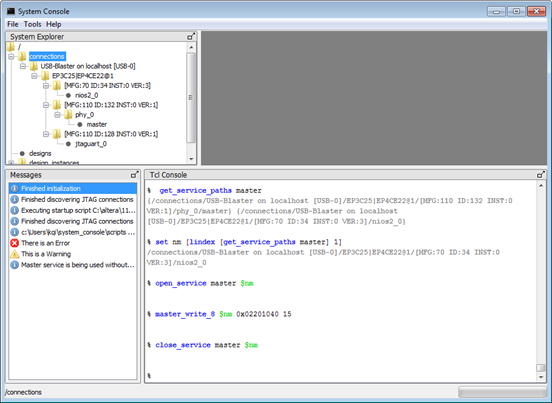 System Console
File Tools Help
System Explorer
/
connections
USB-Blaster on localhost [USB-0]
EP3C25|EP4CE22@1
[MFG:70 ID:34 INST:0 VER:3]
nios2_0
[MFG:110 ID:132 INST:0 VER:1]
phy_0
master
[MFG:110 ID:128 INST:0 VER:1]
jtaguart_0
designs
design_instances
Messages
Finished initialization
Finished discovering JTAG connections
Executing startup script C:\altera\11...
Finished discovering JTAG connections
c:\Users\kqi\system_console\scripts ...
There is an Error
This is a Warning
Master service is being used without...
Tcl Console
% get_service_paths master
{/connections/USB-Blaster on localhost [USB-0]/EP3C25|EP4CE22@1/[MFG:110 ID:132 INST:0
VER:1]/phy_0/master} {/connections/USB-Blaster on localhost
[USB-0]/EP3C25|EP4CE22@1/[MFG:70 ID:34 INST:0 VER:3]/nios2_0}
% set nm [lindex [get_service_paths master] 1]
/connections/USB-Blaster on localhost [USB-0]/EP3C25|EP4CE22@1/[MFG:70 ID:34 INST:0
VER:3]/nios2_0
% open_service master $nm
% master_write_8 $nm 0x02201040 15
% close_service master $nm
%
/connections